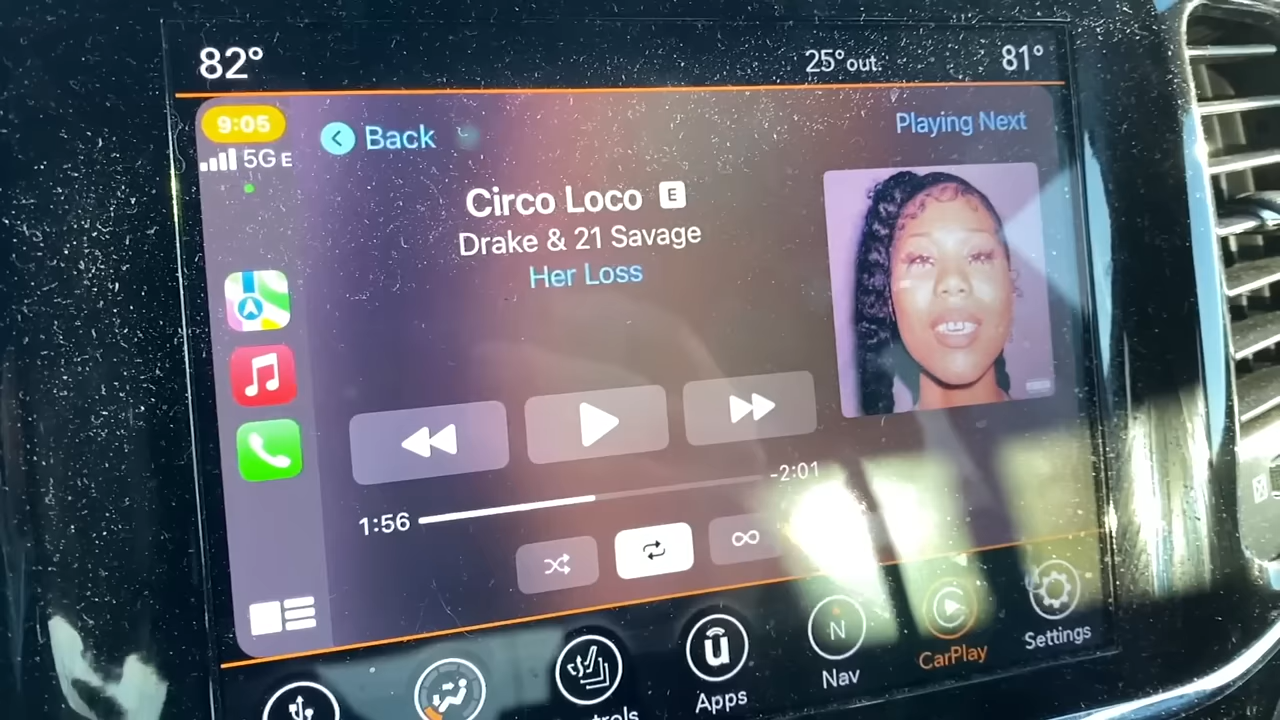 82°
25° out
81°
9:05
5G E
Back
Playing Next
Circo Loco E
Drake & 21 Savage
Her Loss
1:56
-2:01
Apps
N
Nav
CarPlay
Settings